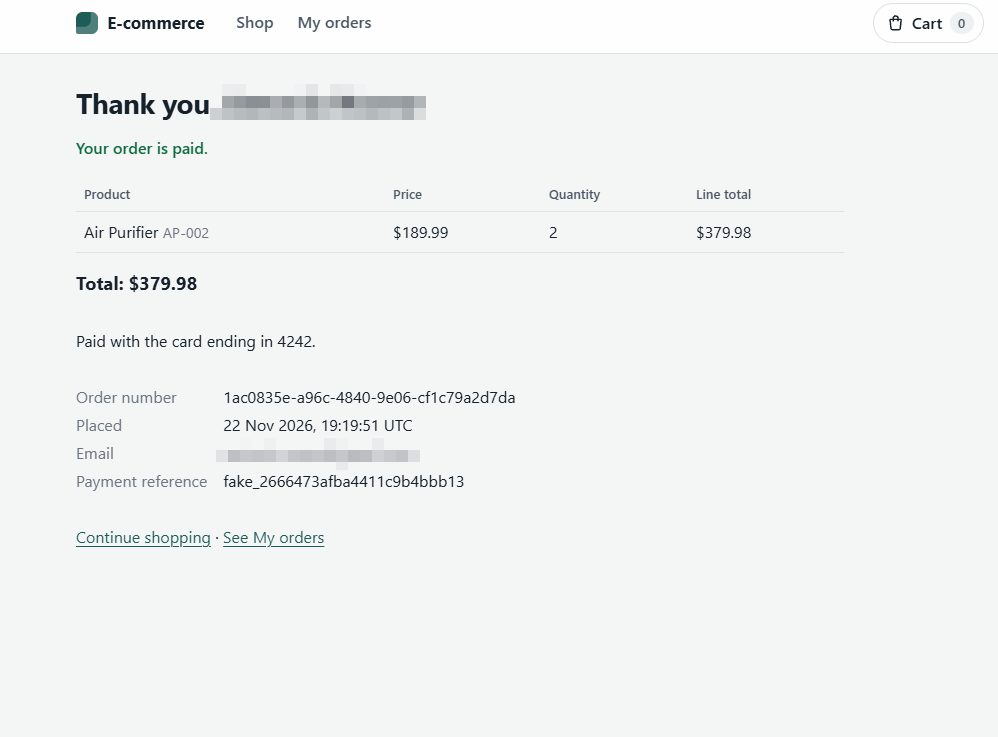 E-commerce Shop My orders Cart 0
Thank you
Your order is paid.
Product Price Quantity Line total
Air Purifier AP-002 $189.99 2 $379.98
Total: $379.98
Paid with the card ending in 4242.
Order number 1ac0835e-a96c-4840-9e06-cf1c79a2d7da
Placed 22 Nov 2026, 19:19:51 UTC
Email
Payment reference fake_2666473afba4411c9b4bbb13
Continue shopping · See My orders